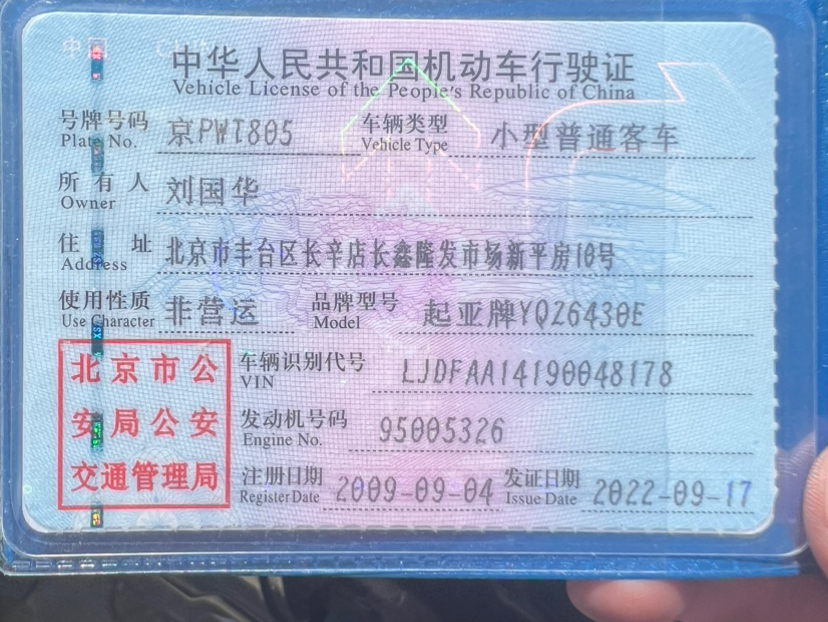 中华人民共和国机动车行驶证
Vehicle License of the People's Republic of China
号牌号码 京PWT805 车辆类型 小型普通客车
Plate No. Vehicle Type
所有人 刘国华
Owner
住址 北京市丰台区长辛店长鑫隆发市场新平房10号
Address
使用性质 非营运 品牌型号 起亚牌YQZ6430E
Use Character Model
北京市公安局公安交通管理局
车辆识别代号 LJDFAA14190048178
VIN
发动机号码 95005326
Engine No.
注册日期 2009-09-04 发证日期 2022-09-17
Register Date Issue Date